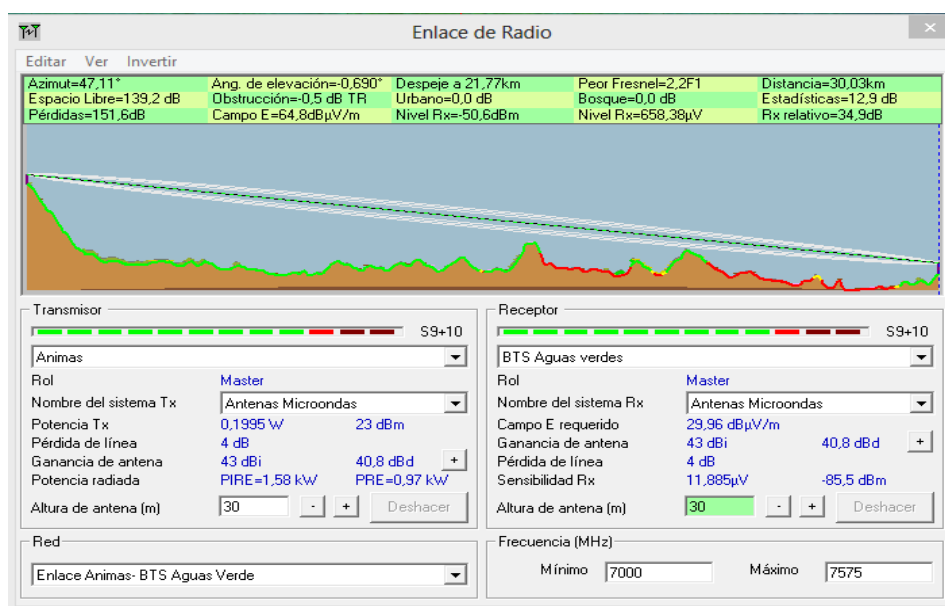 Enlace de Radio
Editar Ver Invertir
Azimut=47,11° Ang. de elevación=-0,690° Despeje a 21,77km Peor Fresnel=2,2F1 Distancia=30,03km
Espacio Libre=139,2 dB Obstrucción=-0,5 dB TR Urbano=0,0 dB Bosque=0,0 dB Estadísticas=12,9 dB
Pérdidas=151,6dB Campo E=64,8dBµV/m Nivel Rx=-50,6dBm Nivel Rx=658,38µV Rx relativo=34,9dB
Transmisor
S9+10
Animas
Rol Master
Nombre del sistema Tx Antenas Microondas
Potencia Tx 0,1995 W 23 dBm
Pérdida de línea 4 dB
Ganancia de antena 43 dBi 40,8 dBd +
Potencia radiada PIRE=1,58 kW PRE=0,97 kW
Altura de antena (m) 30 - + Deshacer
Receptor
S9+10
BTS Aguas verdes
Rol Master
Nombre del sistema Rx Antenas Microondas
Campo E requerido 29,96 dBµV/m
Ganancia de antena 43 dBi 40,8 dBd +
Pérdida de línea 4 dB
Sensibilidad Rx 11,885µV -85,5 dBm
Altura de antena (m) 30 - + Deshacer
Red
Enlace Animas- BTS Aguas Verde
Frecuencia (MHz)
Mínimo 7000 Máximo 7575